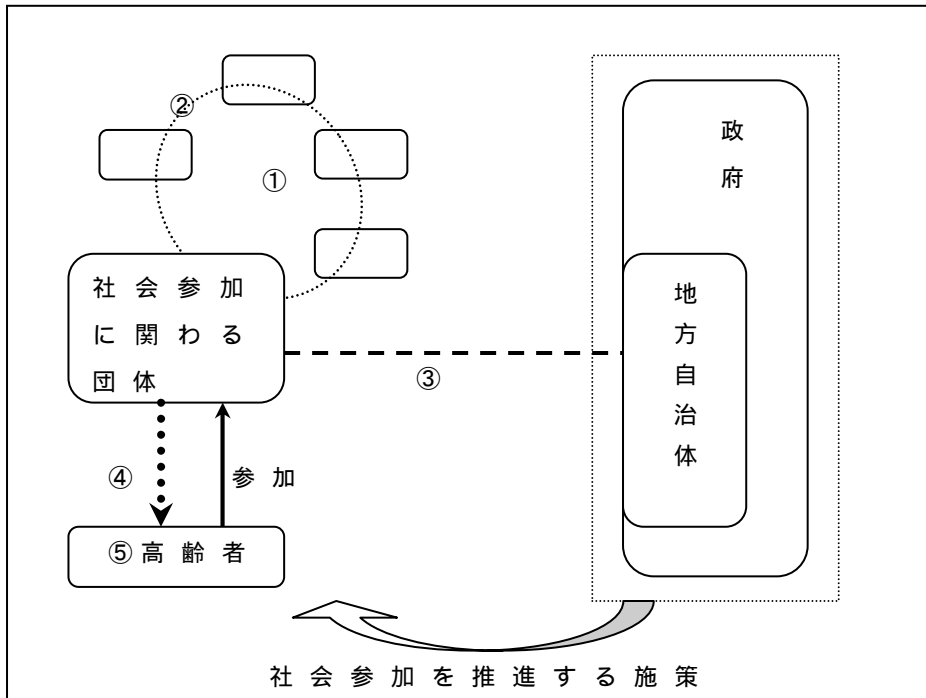 ②
①
政府
社会参加
に関わる
団体
地方自治体
③
④
参加
⑤高齢者
社会参加を推進する施策